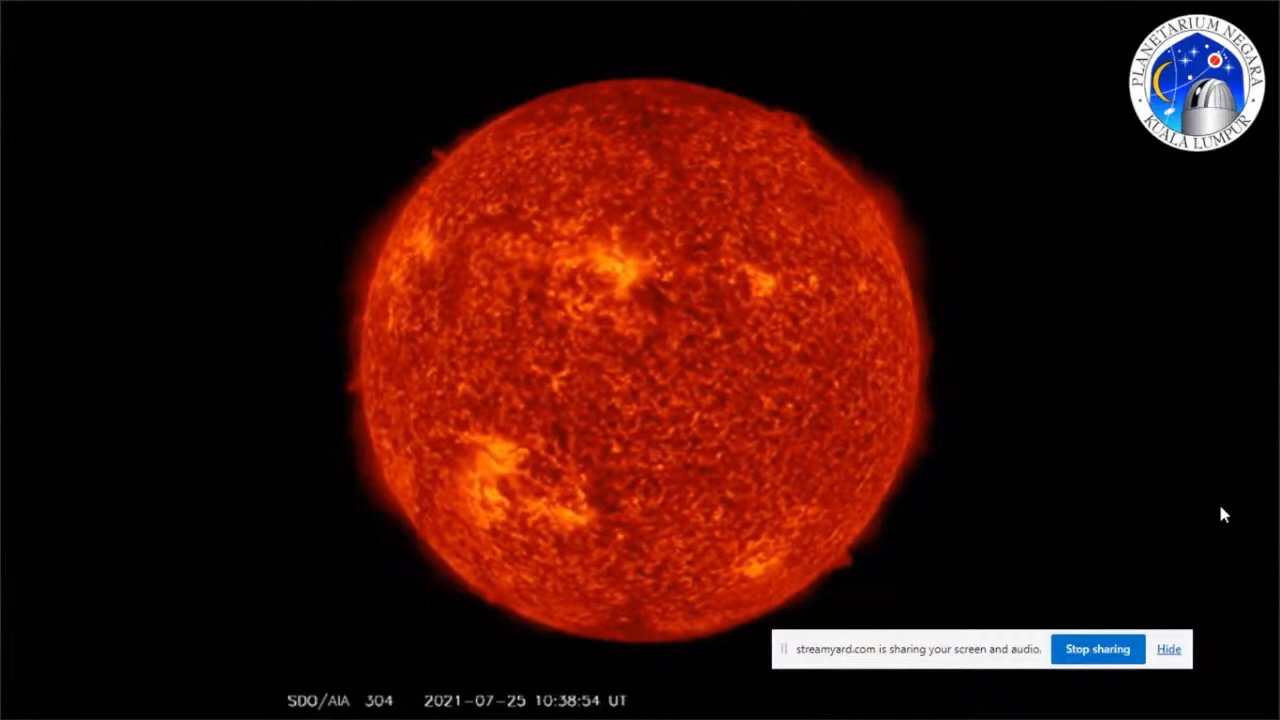 PLANETARIUM NEGARA
KUALA LUMPUR
streamyard.com is sharing your screen and audio. Stop sharing Hide
SDO/AIA 304 2021-07-25 10:38:54 UT